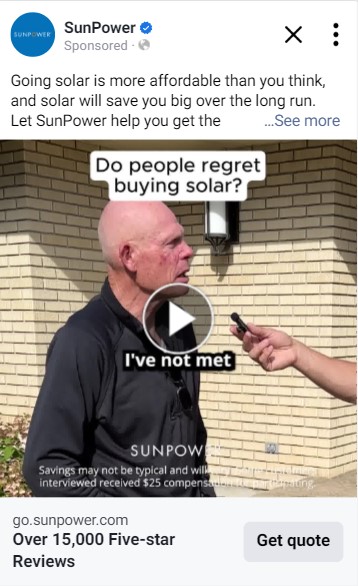 SUNPOWER
SunPower
Sponsored ·
Going solar is more affordable than you think,
and solar will save you big over the long run.
Let SunPower help you get the ...See more
Do people regret
buying solar?
I've not met
SUNPOWER
Savings may not be typical and will
interviewed received $25 compensation for participating.
go.sunpower.com
Over 15,000 Five-star
Reviews
Get quote